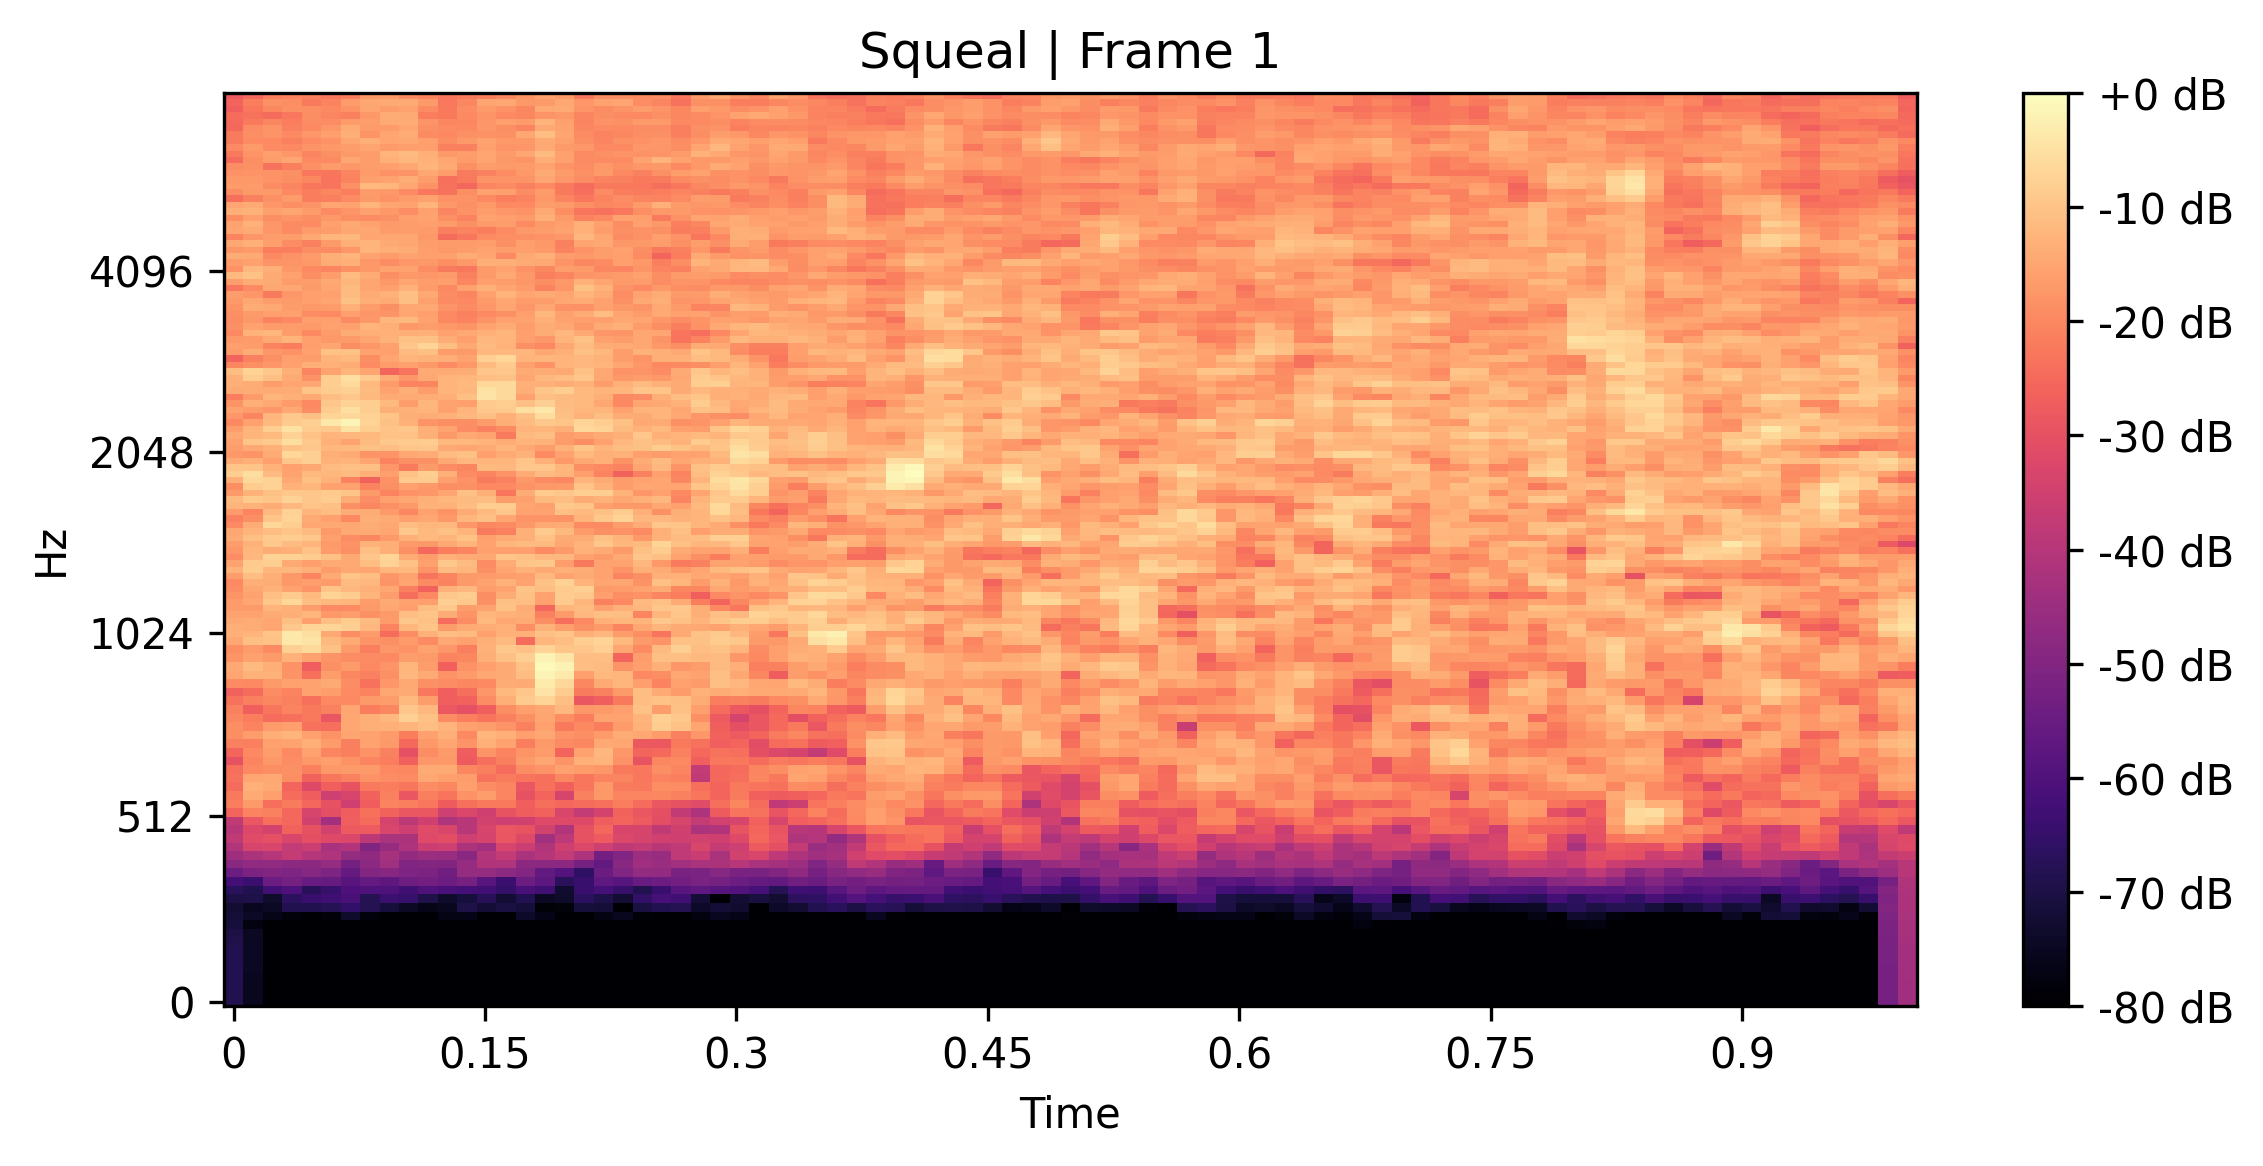 Squeal | Frame 1
Hz
4096
2048
1024
512
0
0 0.15 0.3 0.45 0.6 0.75 0.9
Time
+0 dB
-10 dB
-20 dB
-30 dB
-40 dB
-50 dB
-60 dB
-70 dB
-80 dB